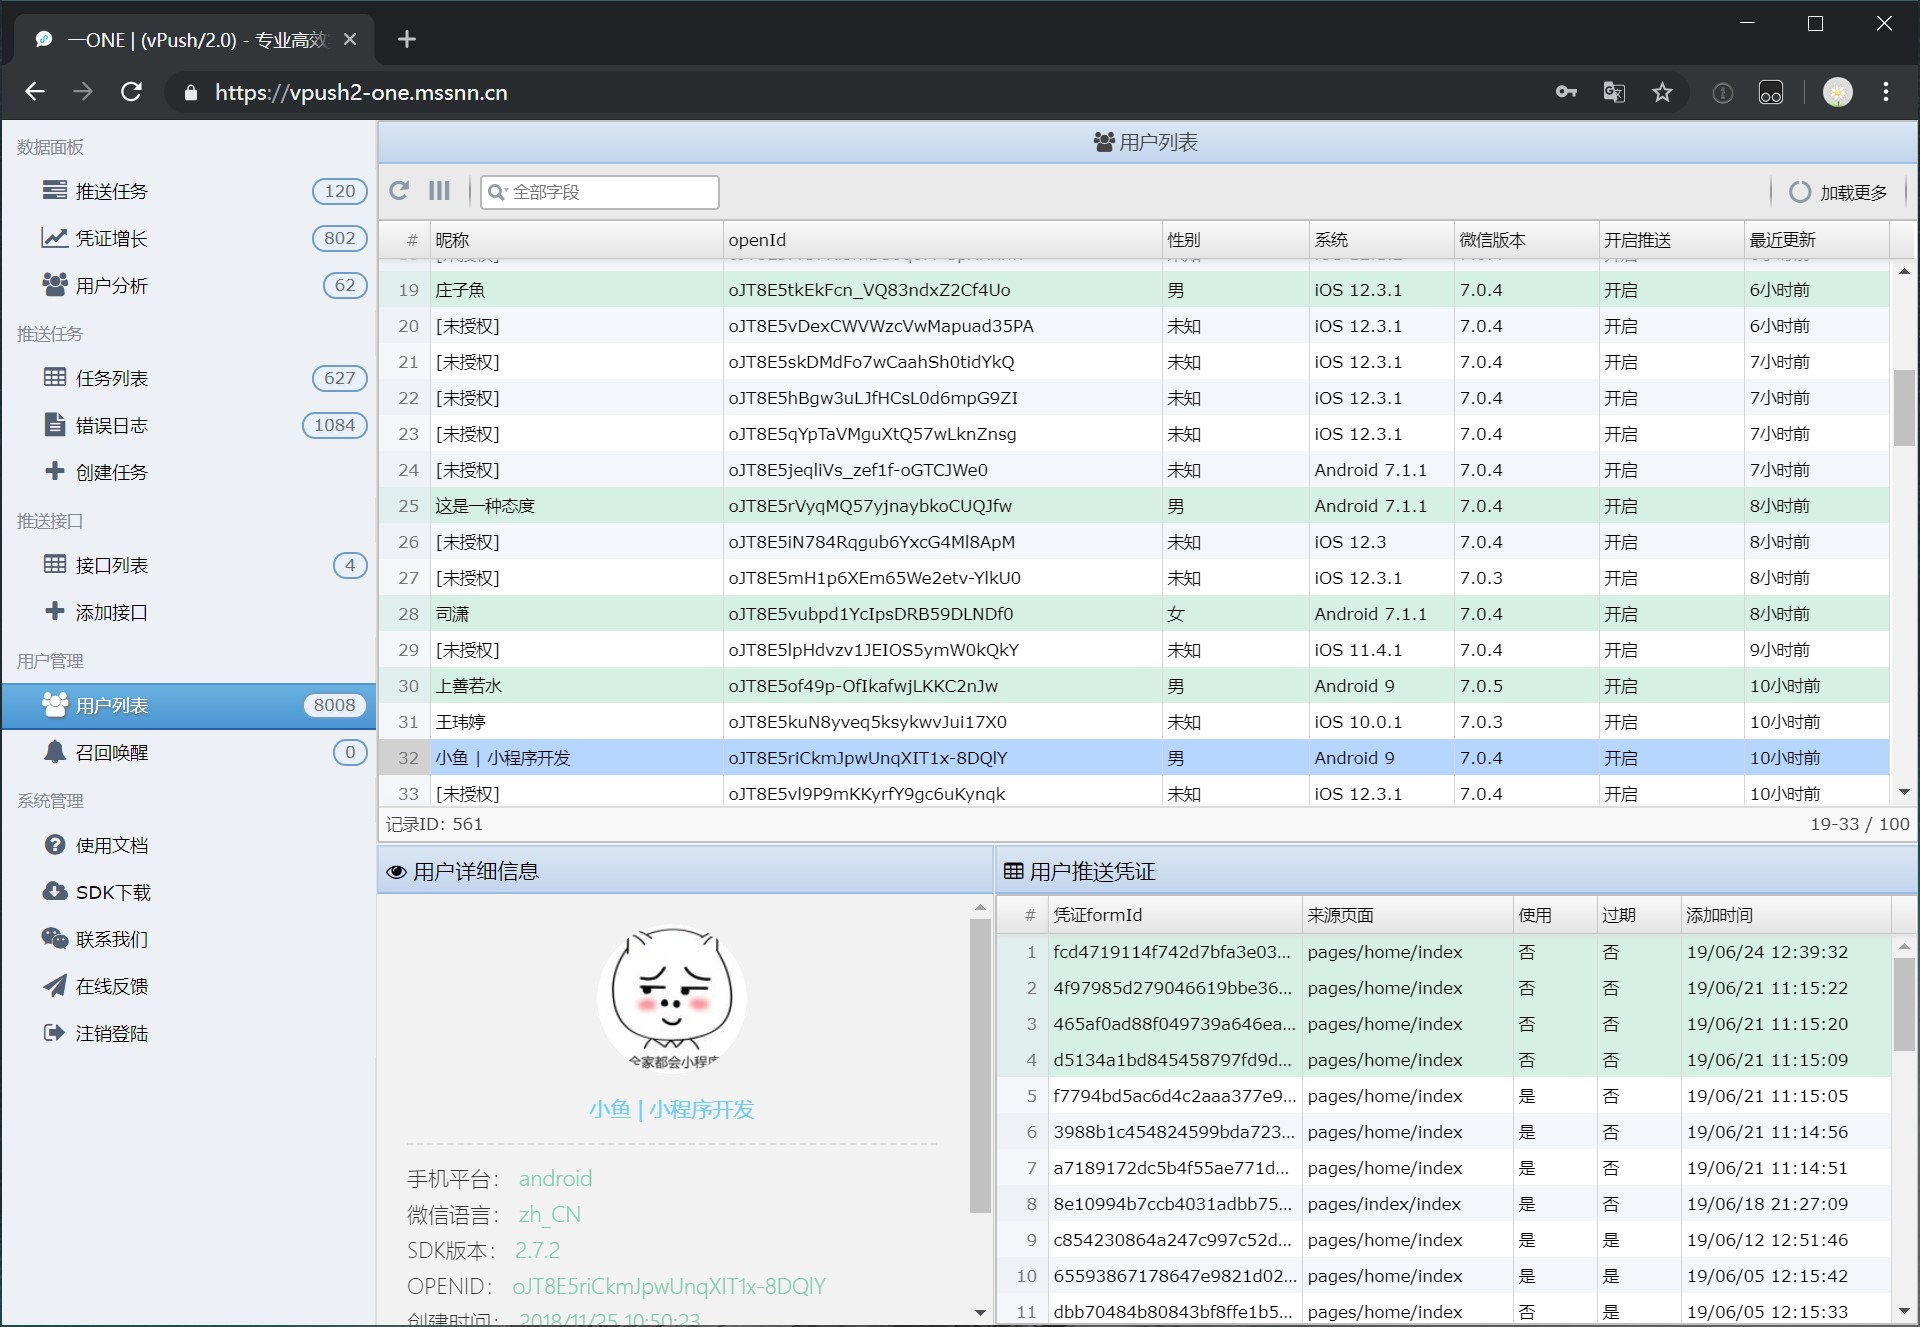 一ONE | (vPush/2.0) - 专业高效
https://vpush2-one.mssnn.cn
数据面板
推送任务 120
凭证增长 802
用户分析 62
推送任务
任务列表 627
错误日志 1084
创建任务
推送接口
接口列表 4
添加接口
用户管理
用户列表 8008
召回唤醒 0
系统管理
使用文档
SDK下载
联系我们
在线反馈
注销登陆
用户列表
全部字段 加载更多
# 昵称 openId 性别 系统 微信版本 开启推送 最近更新
19 庄子魚 oJT8E5tkEkFcn_VQ83ndxZ2Cf4Uo 男 iOS 12.3.1 7.0.4 开启 6小时前
20 [未授权] oJT8E5vDexCWVWzcVwMapuad35PA 未知 iOS 12.3.1 7.0.4 开启 6小时前
21 [未授权] oJT8E5skDMdFo7wCaahSh0tidYkQ 未知 iOS 12.3.1 7.0.4 开启 7小时前
22 [未授权] oJT8E5hBgw3uLJfHCsL0d6mpG9ZI 未知 iOS 12.3.1 7.0.4 开启 7小时前
23 [未授权] oJT8E5qYpTaVMguXtQ57wLknZnsg 未知 iOS 12.3.1 7.0.4 开启 7小时前
24 [未授权] oJT8E5jeqliVs_zef1f-oGTCJWe0 未知 Android 7.1.1 7.0.4 开启 7小时前
25 这是一种态度 oJT8E5rVyqMQ57yjnaybkoCUQJfw 男 Android 7.1.1 7.0.4 开启 8小时前
26 [未授权] oJT8E5iN784Rqgub6YxcG4Ml8ApM 未知 iOS 12.3 7.0.4 开启 8小时前
27 [未授权] oJT8E5mH1p6XEm65We2etv-YlkU0 未知 iOS 12.3.1 7.0.3 开启 8小时前
28 司潇 oJT8E5vubpd1YcIpsDRB59DLNDf0 女 Android 7.1.1 7.0.4 开启 8小时前
29 [未授权] oJT8E5lpHdvzv1JEIOS5ymW0kQkY 未知 iOS 11.4.1 7.0.4 开启 9小时前
30 上善若水 oJT8E5of49p-OfIkafwjLKKC2nJw 男 Android 9 7.0.5 开启 10小时前
31 王玮婷 oJT8E5kuN8yveq5ksykwvJui17X0 未知 iOS 10.0.1 7.0.3 开启 10小时前
32 小鱼 | 小程序开发 oJT8E5riCkmJpwUnqXIT1x-8DQlY 男 Android 9 7.0.4 开启 10小时前
33 [未授权] oJT8E5vl9P9mKKyrfY9gc6uKynqk 未知 iOS 12.3.1 7.0.4 开启 10小时前
记录ID: 561 19-33 / 100
用户详细信息
全家都会小程序
小鱼 | 小程序开发
手机平台: android
微信语言: zh_CN
SDK版本: 2.7.2
OPENID: oJT8E5riCkmJpwUnqXIT1x-8DQlY
创建时间: 2018/11/25 10:50:23
用户推送凭证
# 凭证formId 来源页面 使用 过期 添加时间
1 fcd4719114f742d7bfa3e03... pages/home/index 否 否 19/06/24 12:39:32
2 4f97985d279046619bbe36... pages/home/index 否 否 19/06/21 11:15:22
3 465af0ad88f049739a646ea... pages/home/index 否 否 19/06/21 11:15:20
4 d5134a1bd845458797fd9d... pages/home/index 否 否 19/06/21 11:15:09
5 f7794bd5ac6d4c2aaa377e9... pages/home/index 是 否 19/06/21 11:15:05
6 3988b1c454824599bda723... pages/home/index 是 否 19/06/21 11:14:56
7 a7189172dc5b4f55ae771d... pages/home/index 是 否 19/06/21 11:14:51
8 8e10994b7ccb4031adbb75... pages/index/index 是 否 19/06/18 21:27:09
9 c854230864a247c997c52d... pages/home/index 是 是 19/06/12 12:51:46
10 65593867178647e9821d02... pages/home/index 是 是 19/06/05 12:15:42
11 dbb70484b80843bf8ffe1b5... pages/home/index 否 是 19/06/05 12:15:33